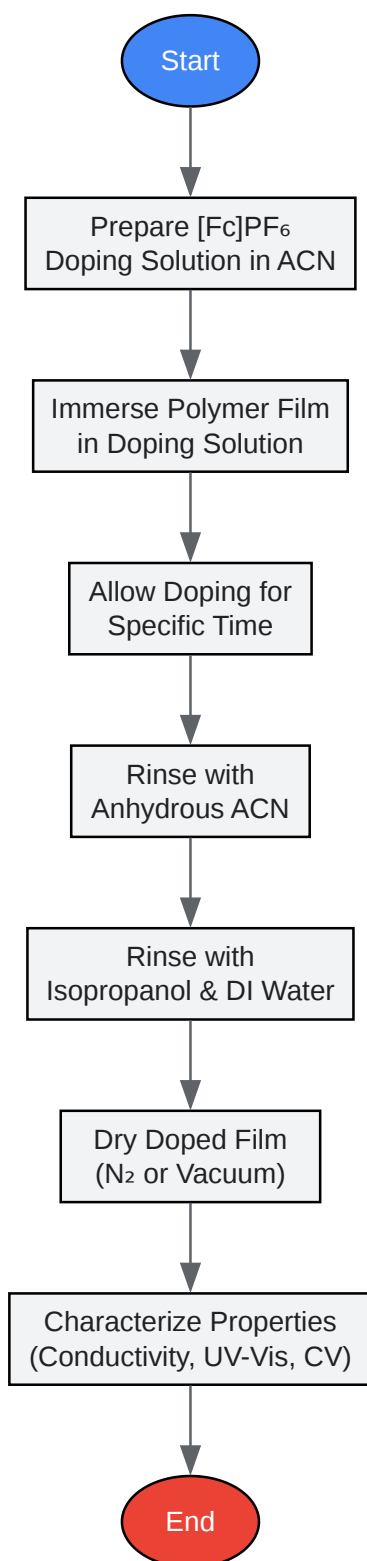 Start
Prepare [Fc]PF₆
Doping Solution in ACN
Immerse Polymer Film
in Doping Solution
Allow Doping for
Specific Time
Rinse with
Anhydrous ACN
Rinse with
Isopropanol & DI Water
Dry Doped Film
(N₂ or Vacuum)
Characterize Properties
(Conductivity, UV-Vis, CV)
End